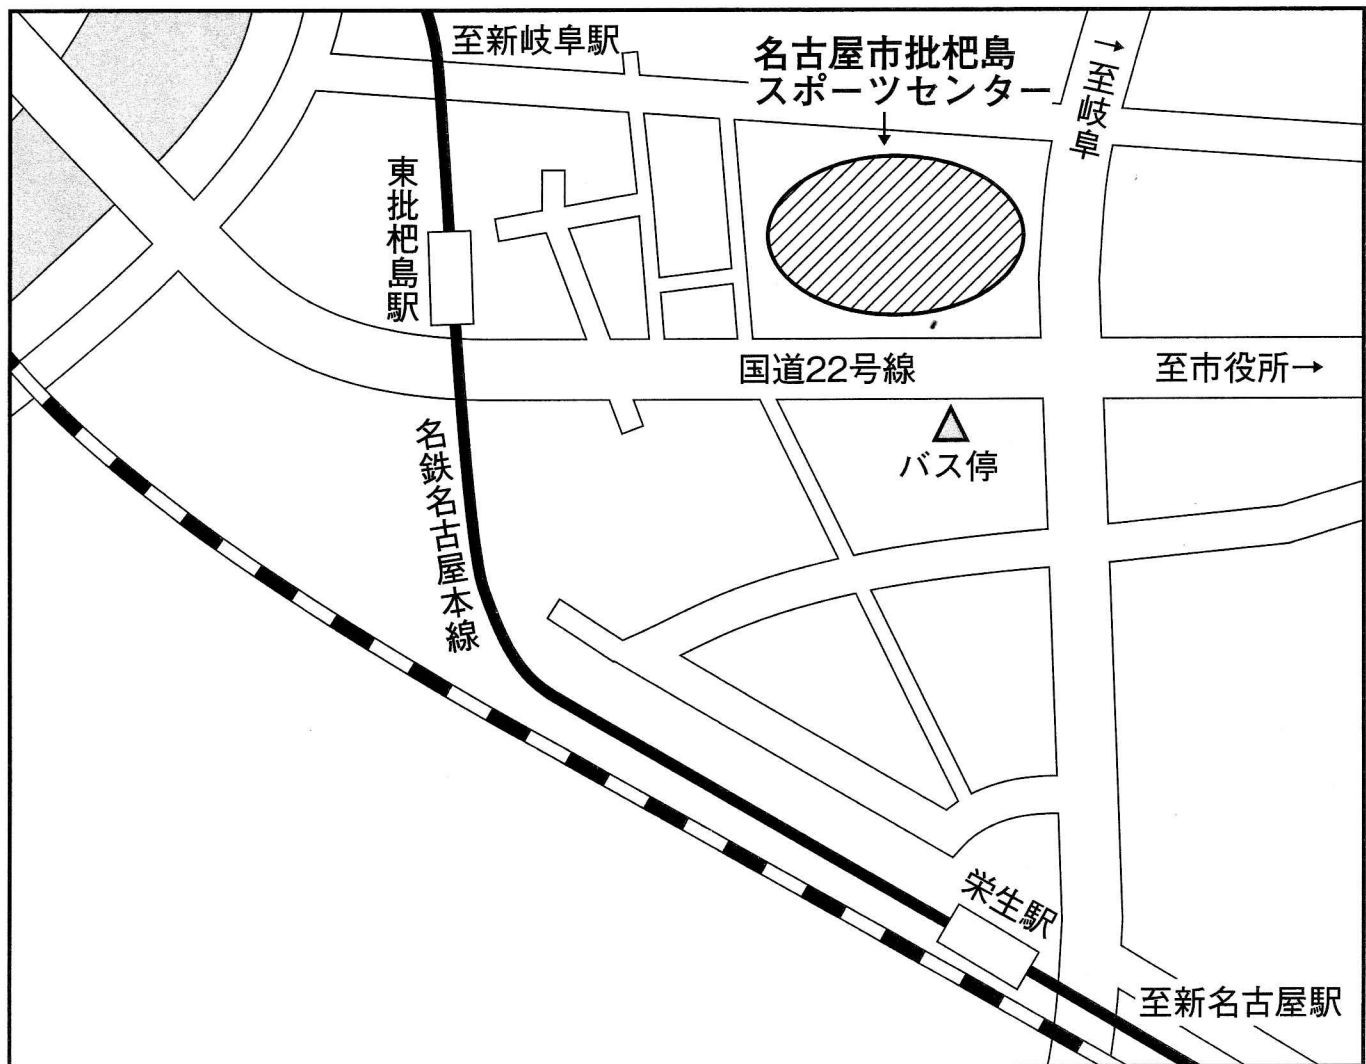 至新岐阜駅
名古屋市批杷島
スポーツセンター
→至岐阜
東批杷島駅
国道22号線
至市役所→
バス停
名鉄名古屋本線
栄生駅
至新名古屋駅